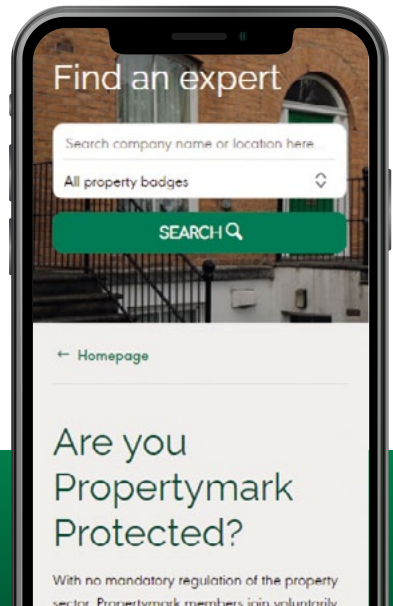 Find an expert
Search company name or location here...
All property badges
SEARCH
← Homepage
Are you
Propertymark
Protected?
With no mandatory regulation of the property
sector, Propertymark members join voluntarily